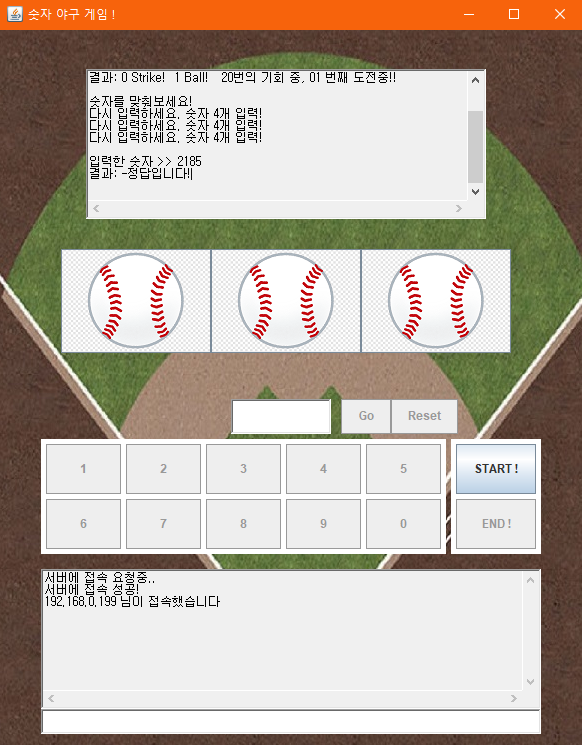 숫자 야구 게임 !
결과: 0 Strike! 1 Ball! 20번의 기회 중, 01 번째 도전중!!
숫자를 맞춰보세요!
다시 입력하세요, 숫자 4개 입력!
다시 입력하세요, 숫자 4개 입력!
다시 입력하세요, 숫자 4개 입력!
입력한 숫자 >> 2185
결과: -정답입니다!
Go Reset
1 2 3 4 5 START!
6 7 8 9 0 END!
서버에 접속 요청중..
서버에 접속 성공!
192.168.0.199 님이 접속했습니다